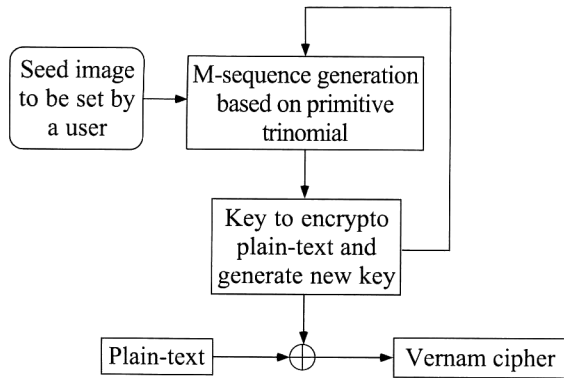 Seed image
to be set by
a user
M-sequence generation
based on primitive
trinomial
Key to encrypto
plain-text and
generate new key
Plain-text
Vernam cipher